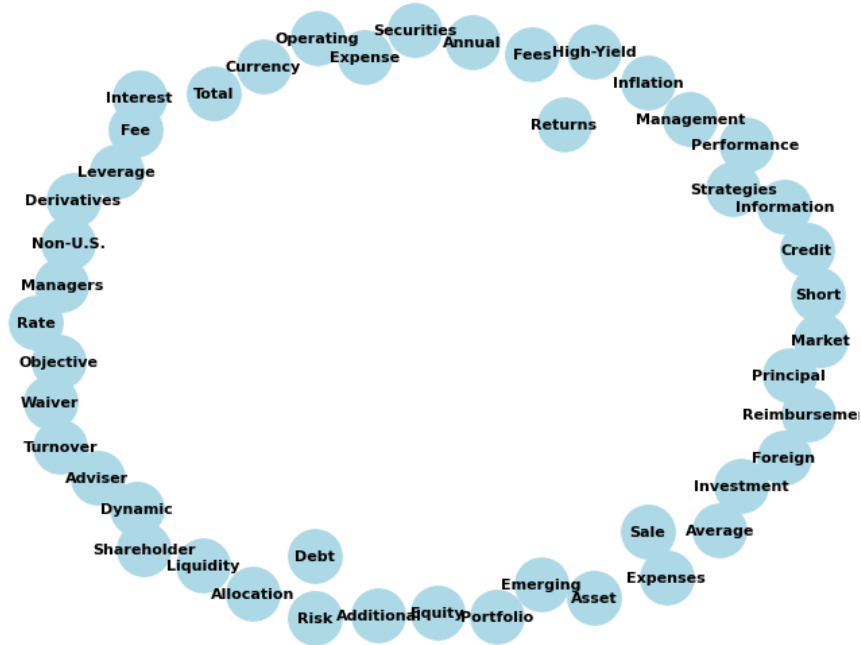 Securities
Operating
Annual
High-Yield
Fees
Expense
Currency
Inflation
Total
Interest
Management
Returns
Fee
Performance
Leverage
Strategies
Derivatives
Information
Non-U.S.
Credit
Managers
Short
Rate
Market
Objective
Principal
Waiver
Reimbursemen
Turnover
Foreign
Adviser
Investment
Dynamic
Average
Sale
Shareholder
Debt
Liquidity
Expenses
Emerging
Allocation
Asset
Equity
Additional
Portfolio
Risk